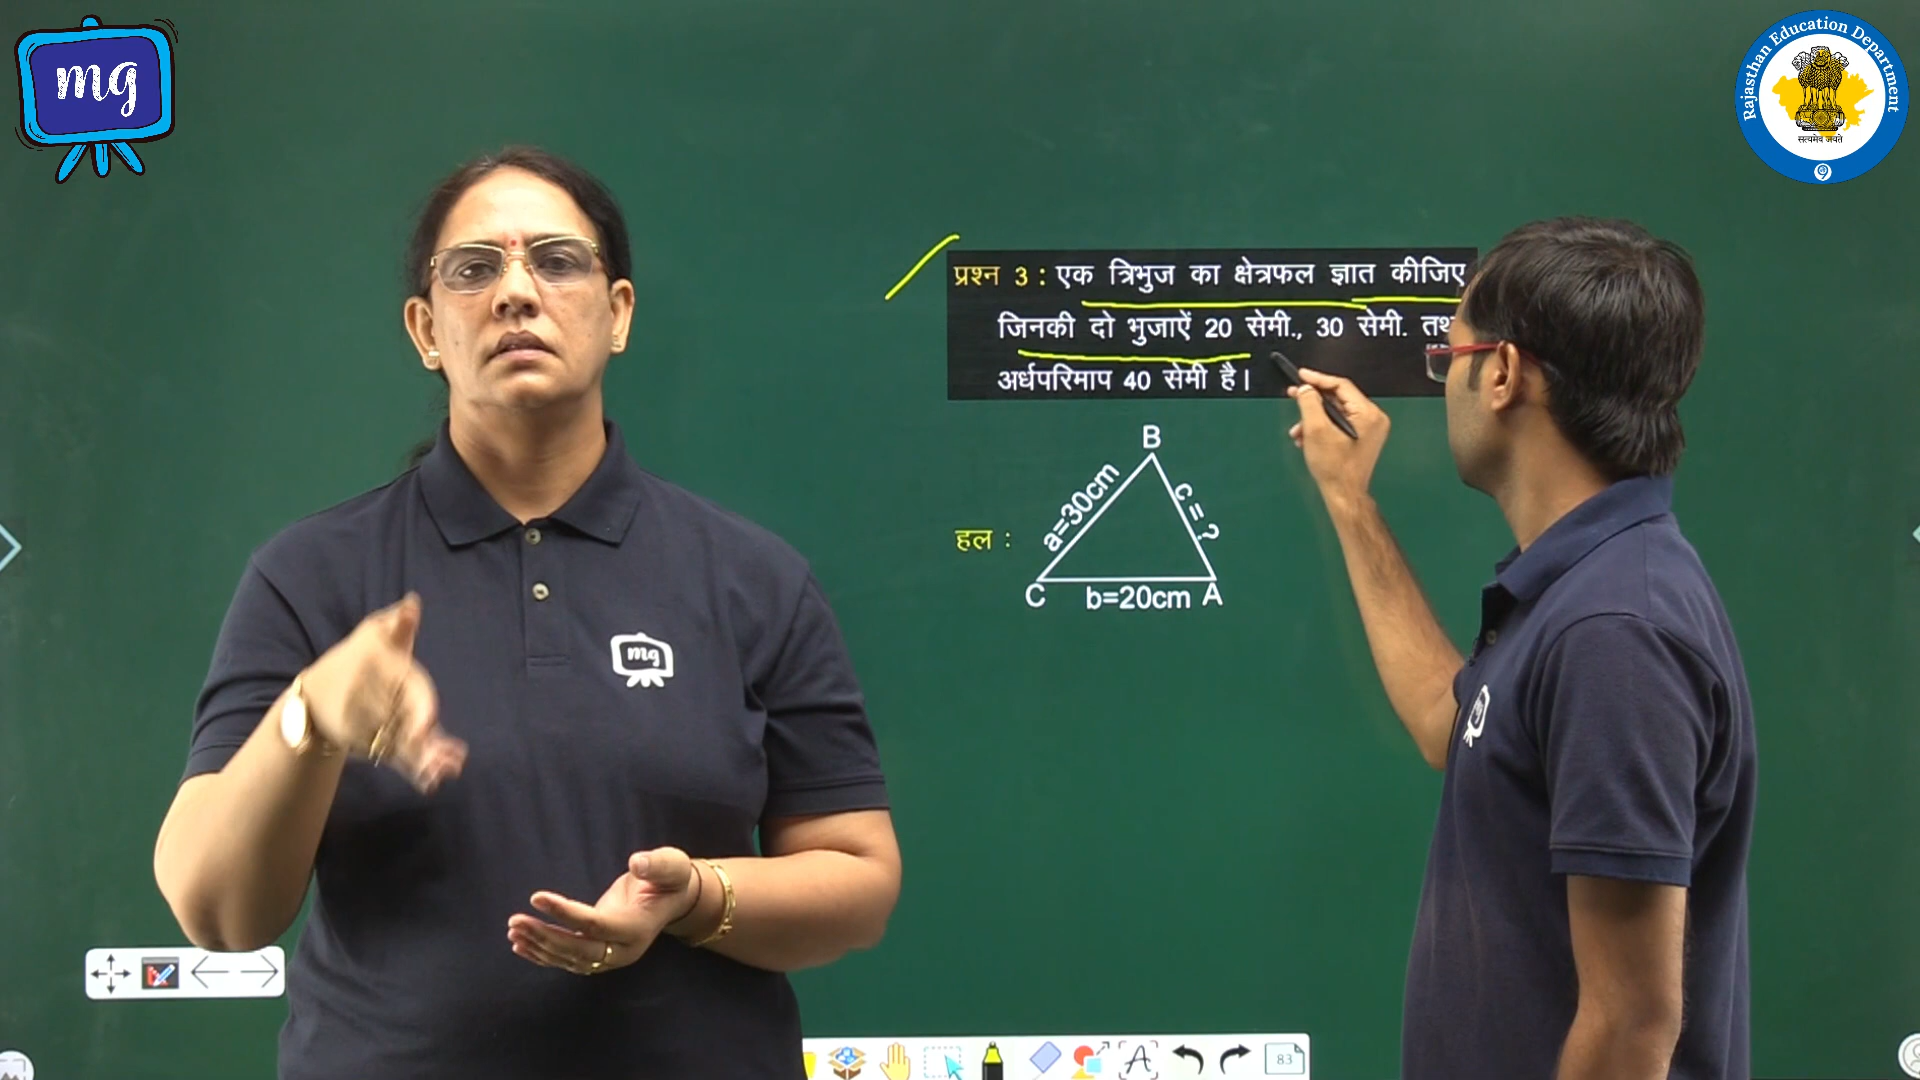 mg
Rajasthan Education Department
सत्यमेव जयते
प्रश्न 3 : एक त्रिभुज का क्षेत्रफल ज्ञात कीजिए
जिनकी दो भुजाऐं 20 सेमी., 30 सेमी.
अर्धपरिमाप 40 सेमी है।
B
a=30cm
c=?
हल :
C
b=20cm
A
mg
A
83